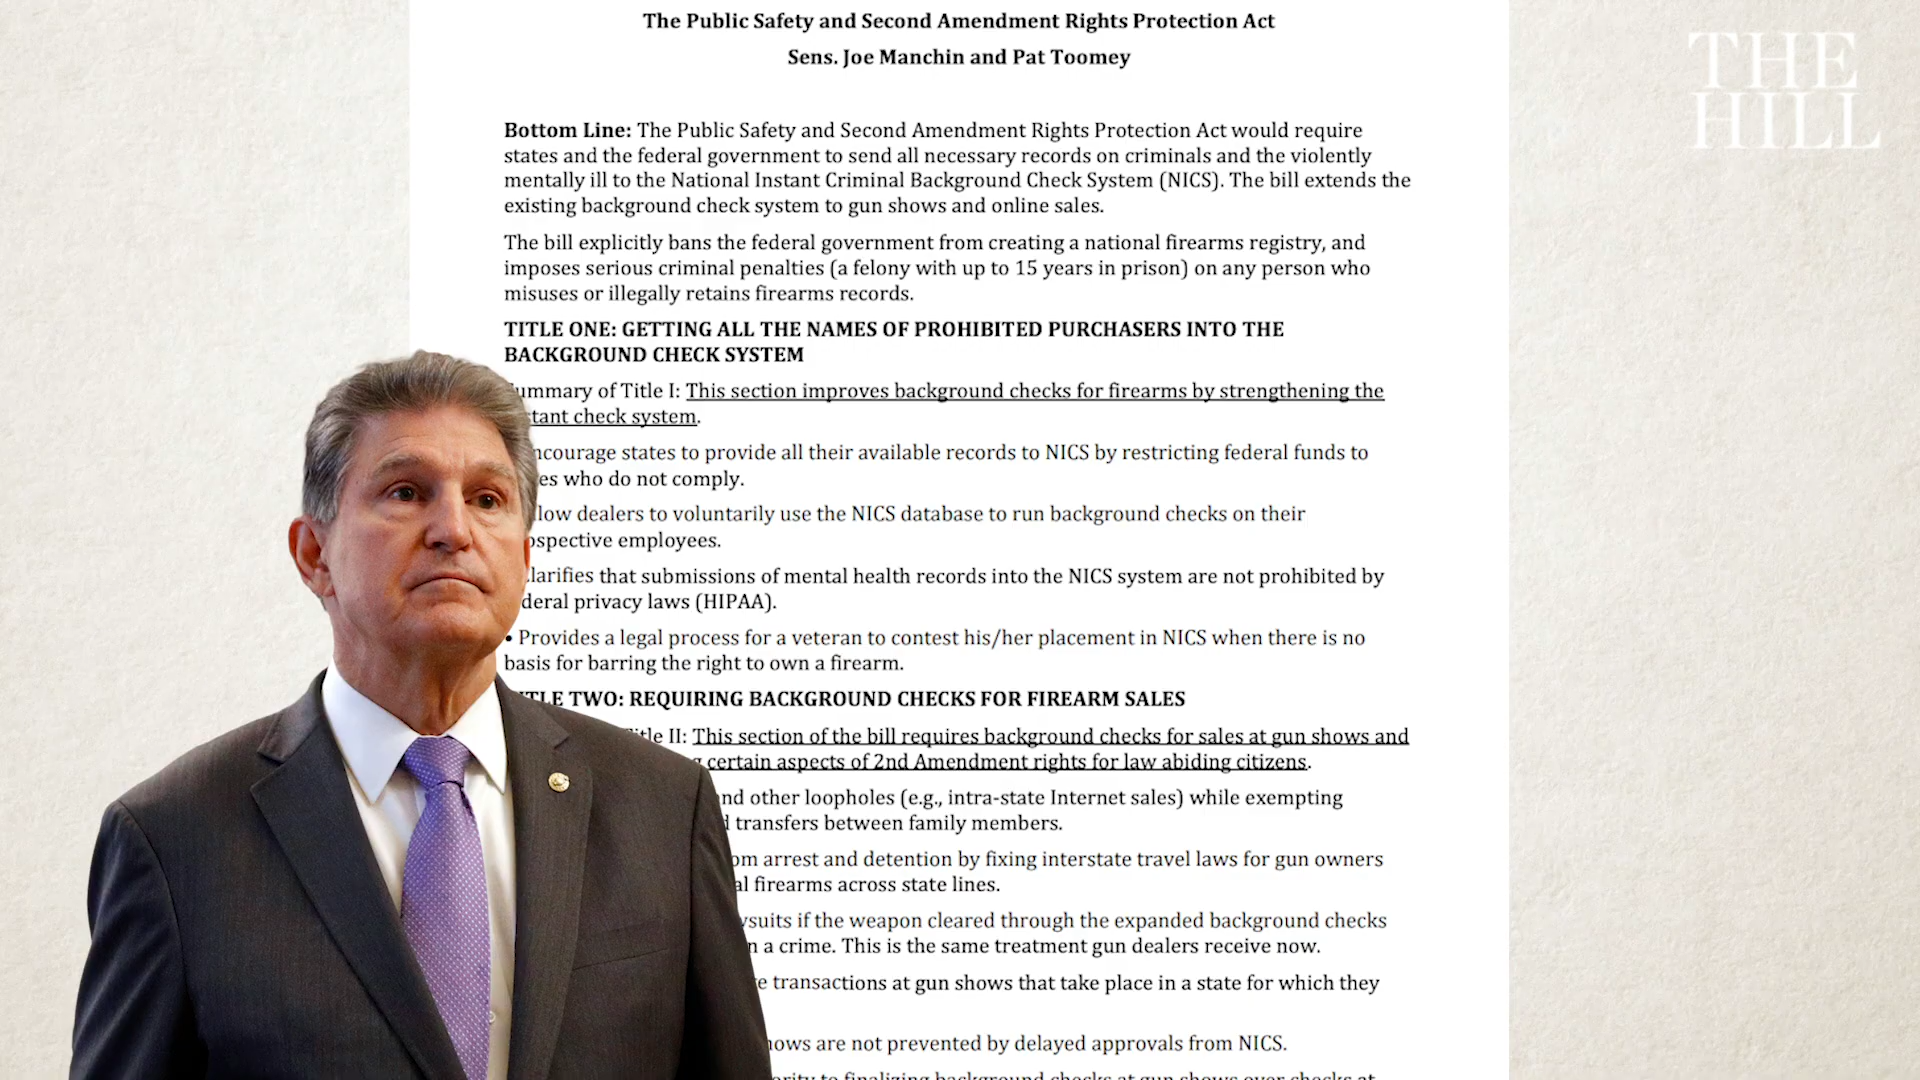 The Public Safety and Second Amendment Rights Protection Act
Sens. Joe Manchin and Pat Toomey
THE
HILL
Bottom Line: The Public Safety and Second Amendment Rights Protection Act would require
states and the federal government to send all necessary records on criminals and the violently
mentally ill to the National Instant Criminal Background Check System (NICS). The bill extends the
existing background check system to gun shows and online sales.
The bill explicitly bans the federal government from creating a national firearms registry, and
imposes serious criminal penalties (a felony with up to 15 years in prison) on any person who
misuses or illegally retains firearms records.
TITLE ONE: GETTING ALL THE NAMES OF PROHIBITED PURCHASERS INTO THE
BACKGROUND CHECK SYSTEM
ummary of Title I: This section improves background checks for firearms by strengthening the
stant check system.
ncourage states to provide all their available records to NICS by restricting federal funds to
es who do not comply.
low dealers to voluntarily use the NICS database to run background checks on their
ospective employees.
larifies that submissions of mental health records into the NICS system are not prohibited by
deral privacy laws (HIPAA).
• Provides a legal process for a veteran to contest his/her placement in NICS when there is no
basis for barring the right to own a firearm.
TLE TWO: REQUIRING BACKGROUND CHECKS FOR FIREARM SALES
itle II: This section of the bill requires background checks for sales at gun shows and
certain aspects of 2nd Amendment rights for law abiding citizens.
nd other loopholes (e.g., intra-state Internet sales) while exempting
transfers between family members.
om arrest and detention by fixing interstate travel laws for gun owners
al firearms across state lines.
suits if the weapon cleared through the expanded background checks
n a crime. This is the same treatment gun dealers receive now.
e transactions at gun shows that take place in a state for which they
hows are not prevented by delayed approvals from NICS.
ority to finalizing background checks at gun shows over checks at